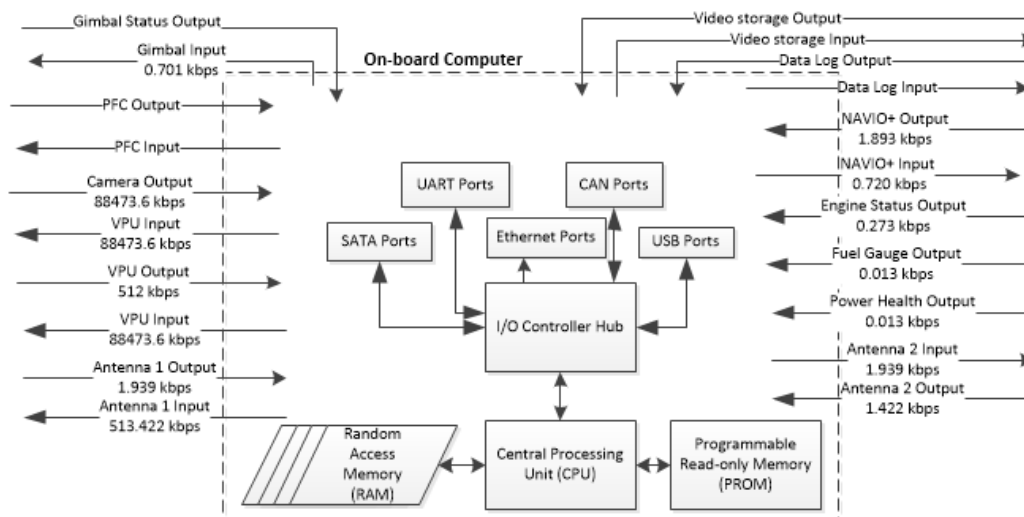 Gimbal Status Output
Gimbal Input
0.701 kbps
PFC Output
PFC Input
Camera Output
88473.6 kbps
VPU Input
88473.6 kbps
VPU Output
512 kbps
VPU Input
88473.6 kbps
Antenna 1 Output
1.939 kbps
Antenna 1 Input
513.422 kbps
On-board Computer
UART Ports
CAN Ports
SATA Ports
Ethernet Ports
USB Ports
I/O Controller Hub
Random
Access
Memory
(RAM)
Central Processing
Unit (CPU)
Programmable
Read-only Memory
(PROM)
Video storage Output
Video storage Input
Data Log Output
Data Log Input
NAVIO+ Output
1.893 kbps
NAVIO+ Input
0.720 kbps
Engine Status Output
0.273 kbps
Fuel Gauge Output
0.013 kbps
Power Health Output
0.013 kbps
Antenna 2 Input
1.939 kbps
Antenna 2 Output
1.422 kbps